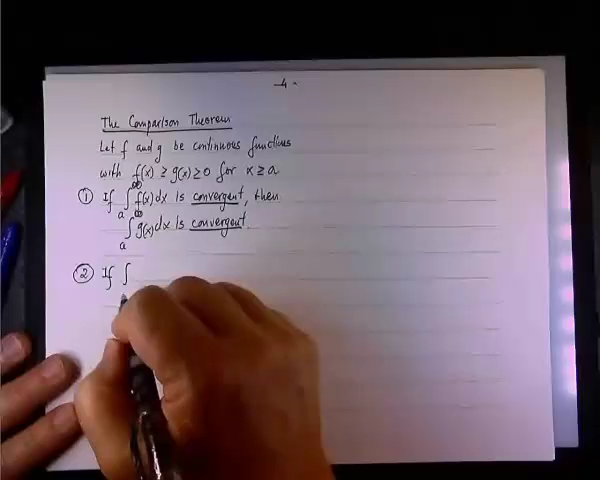 -4-
The Comparison Theorem
Let f and g be continuous functions
with f(x) ≥ g(x) ≥ 0 for x ≥ a
① If ∫_a^∞ f(x)dx is convergent, then
∫_a^∞ g(x)dx is convergent.
② If ∫